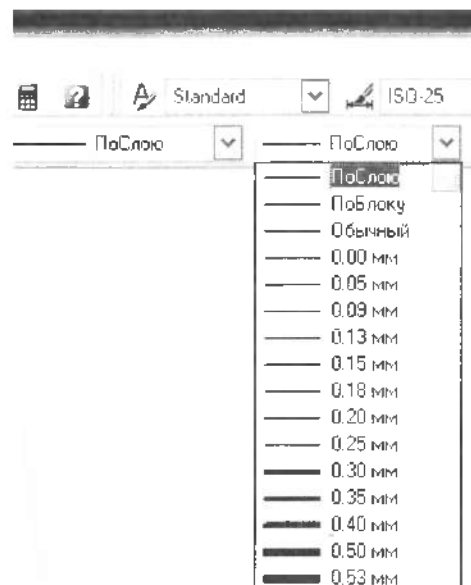 Standard ISO-25
ПоСлою ПоСлою
ПоСлою
ПоБлоку
Обычный
0.00 мм
0.05 мм
0.09 мм
0.13 мм
0.15 мм
0.18 мм
0.20 мм
0.25 мм
0.30 мм
0.35 мм
0.40 мм
0.50 мм
0.53 мм